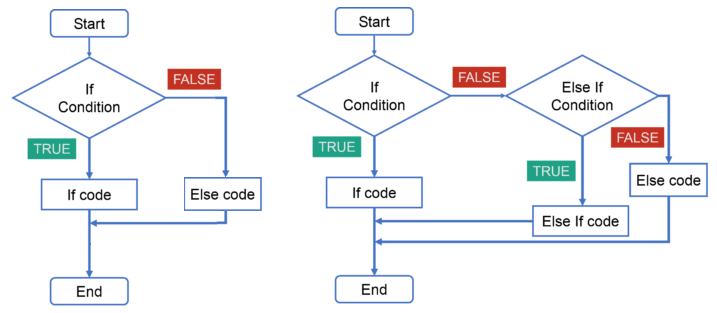 Start
If
Condition
FALSE
TRUE
If code
Else code
End
Start
If
Condition
FALSE
Else If
Condition
TRUE
FALSE
TRUE
If code
Else code
Else If code
End